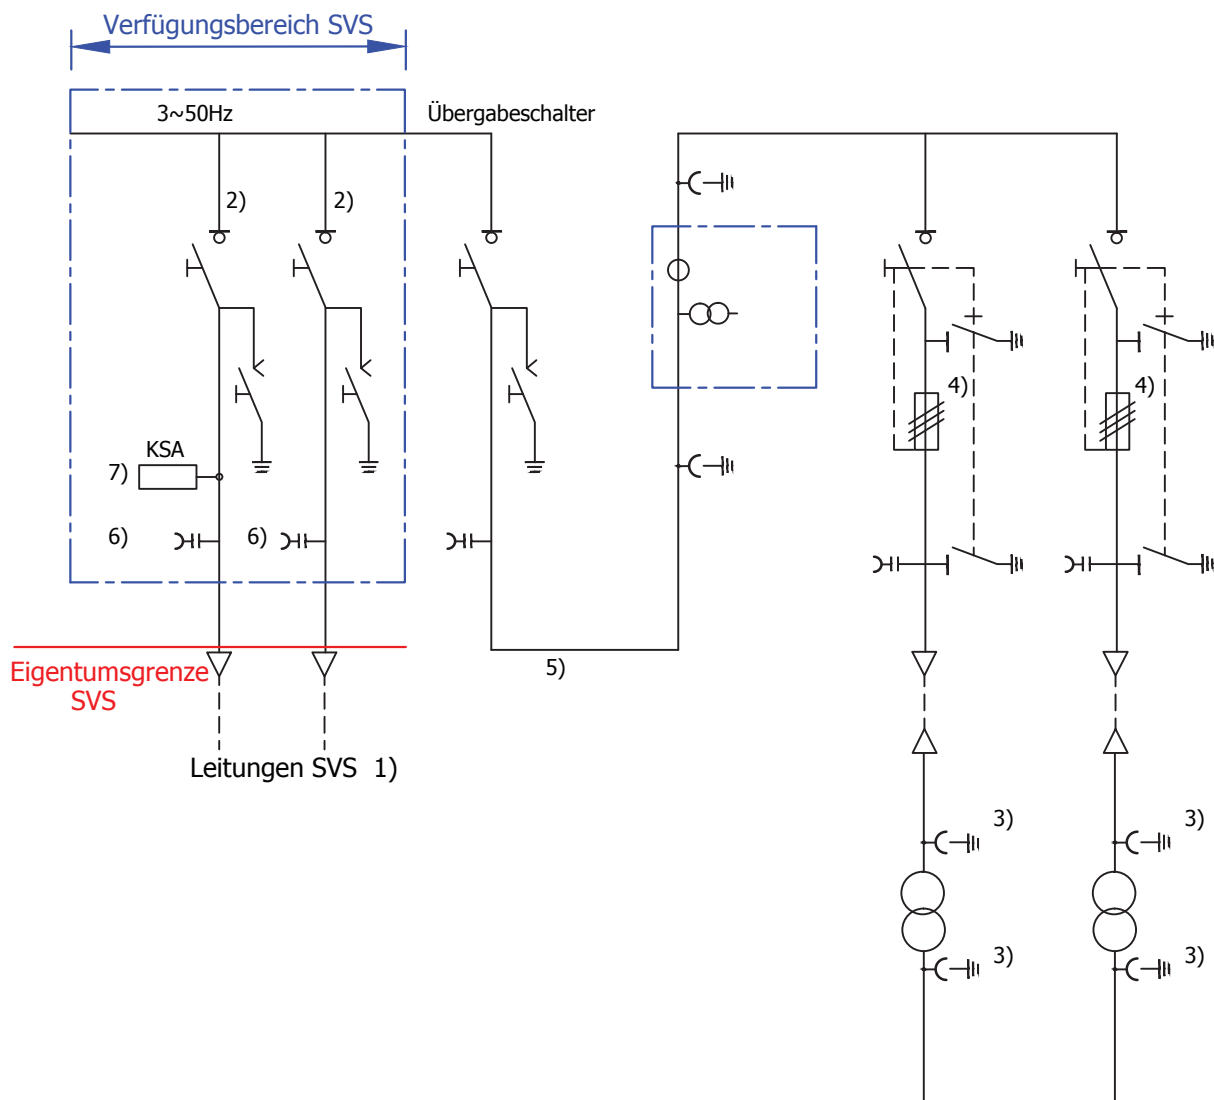 Verfügungsbereich SVS
3~50Hz
Übergabeschalter
2)
2)
4)
4)
KSA
7)
6)
6)
Eigentumsgrenze
SVS
5)
Leitungen SVS 1)
3)
3)
3)
3)